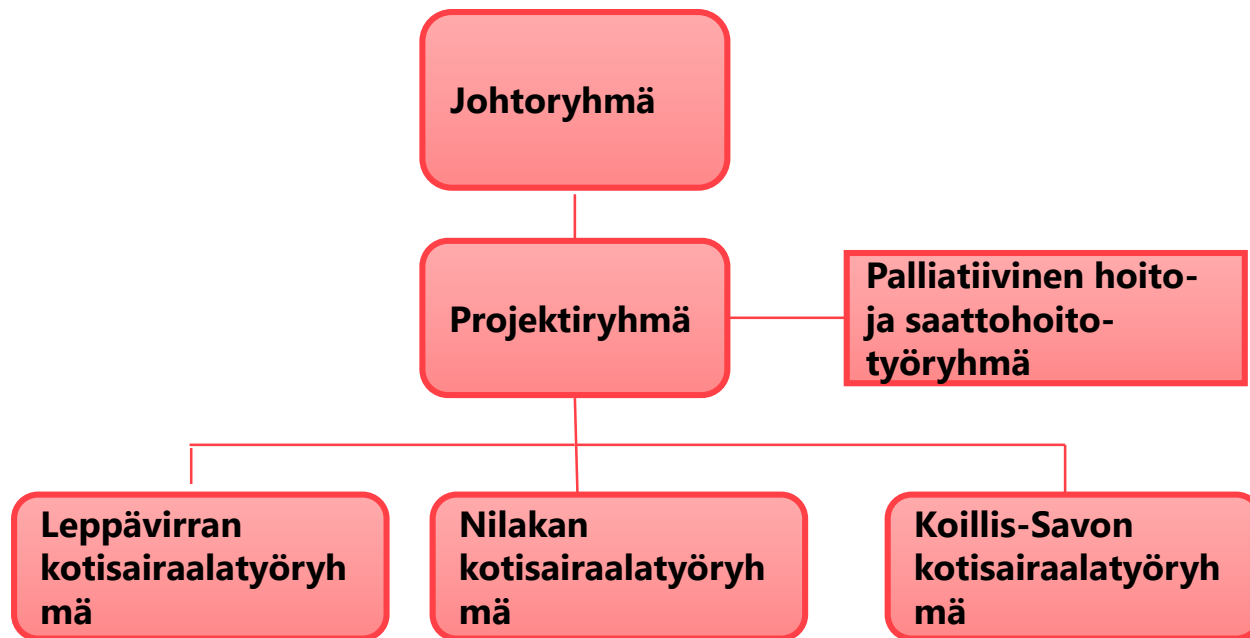 Johtoryhmä
Projektiryhmä
Palliatiivinen hoito-
ja saattohoito-
työryhmä
Leppävirran
kotisairaalatyöryh
mä
Nilakan
kotisairaalatyöryh
mä
Koillis-Savon
kotisairaalatyöryh
mä